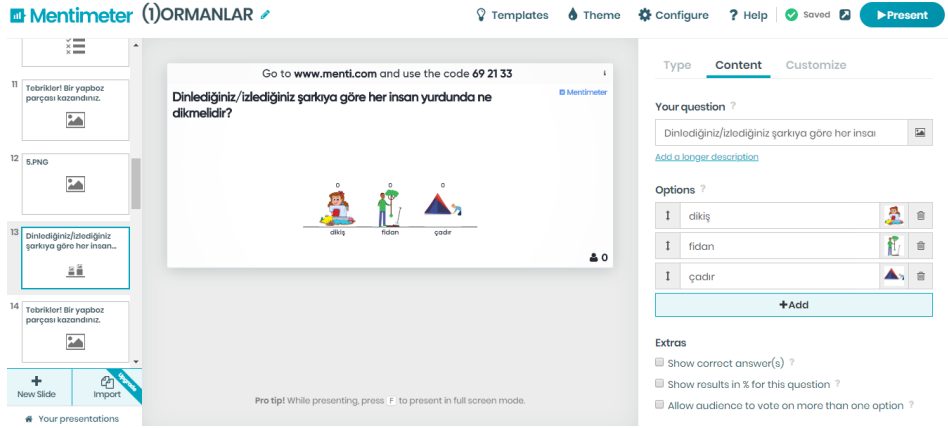 Mentimeter (1)ORMANLAR
Templates Theme Configure ? Help Saved Present
11 Tebrikler! Bir yapboz
parçası kazandınız.
12 5.PNG
13 Dinlediğiniz/izlediğiniz
şarkıya göre her insan...
14 Tebrikler! Bir yapboz
parçası kazandınız.
New Slide Import Upgrade
Your presentations
Go to www.menti.com and use the code 69 21 33
Mentimeter
Dinlediğiniz/izlediğiniz şarkıya göre her insan yurdunda ne
dikmelidir?
0 0 0
dikiş fidan çadır
0
Pro tip! While presenting, press F to present in full screen mode.
Type Content Customize
Your question ?
Dinlediğiniz/izlediğiniz şarkıya göre her insaı
Add a longer description
Options ?
dikiş
fidan
çadır
+Add
Extras
Show correct answer(s) ?
Show results in % for this question ?
Allow audience to vote on more than one option ?